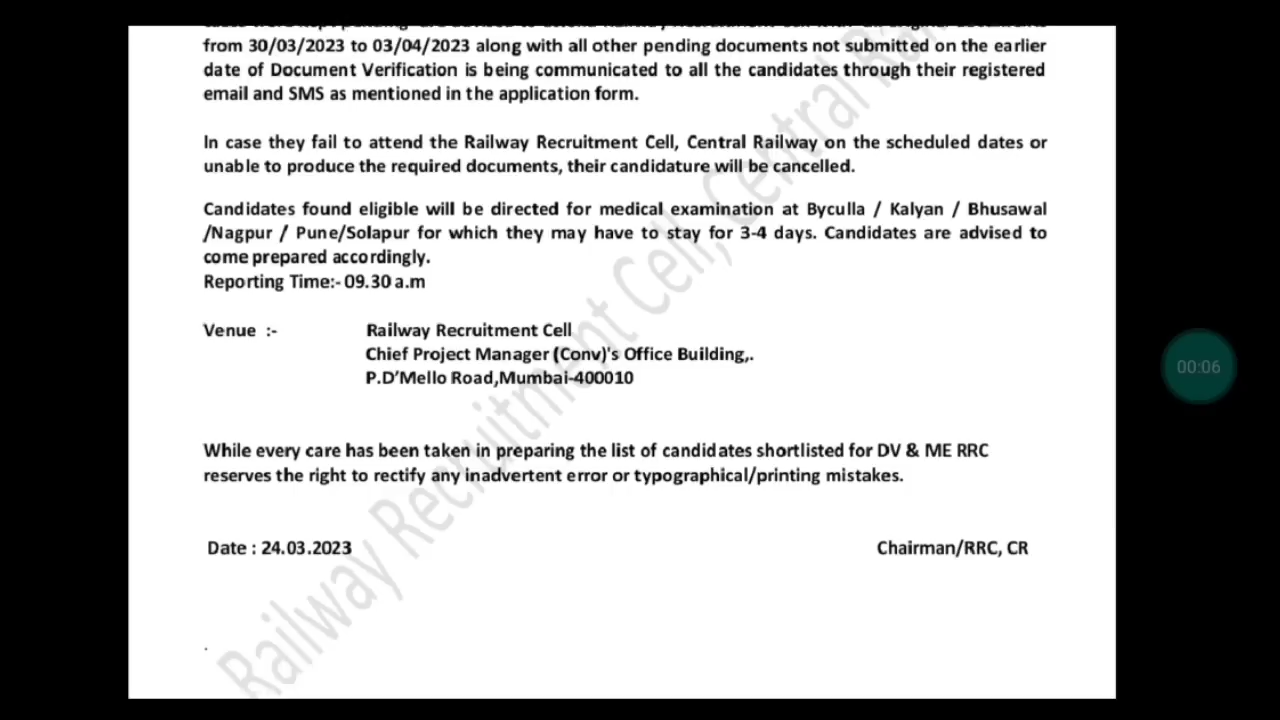 from 30/03/2023 to 03/04/2023 along with all other pending documents not submitted on the earlier
date of Document Verification is being communicated to all the candidates through their registered
email and SMS as mentioned in the application form.
In case they fail to attend the Railway Recruitment Cell, Central Railway on the scheduled dates or
unable to produce the required documents, their candidature will be cancelled.
Candidates found eligible will be directed for medical examination at Byculla / Kalyan / Bhusawal
/Nagpur / Pune/Solapur for which they may have to stay for 3-4 days. Candidates are advised to
come prepared accordingly.
Reporting Time:- 09.30 a.m
Venue :- Railway Recruitment Cell
Chief Project Manager (Conv)'s Office Building,.
P.D'Mello Road,Mumbai-400010
While every care has been taken in preparing the list of candidates shortlisted for DV & ME RRC
reserves the right to rectify any inadvertent error or typographical/printing mistakes.
Date : 24.03.2023 Chairman/RRC, CR
Railway Recruitment Cell, Central Rai
00:06